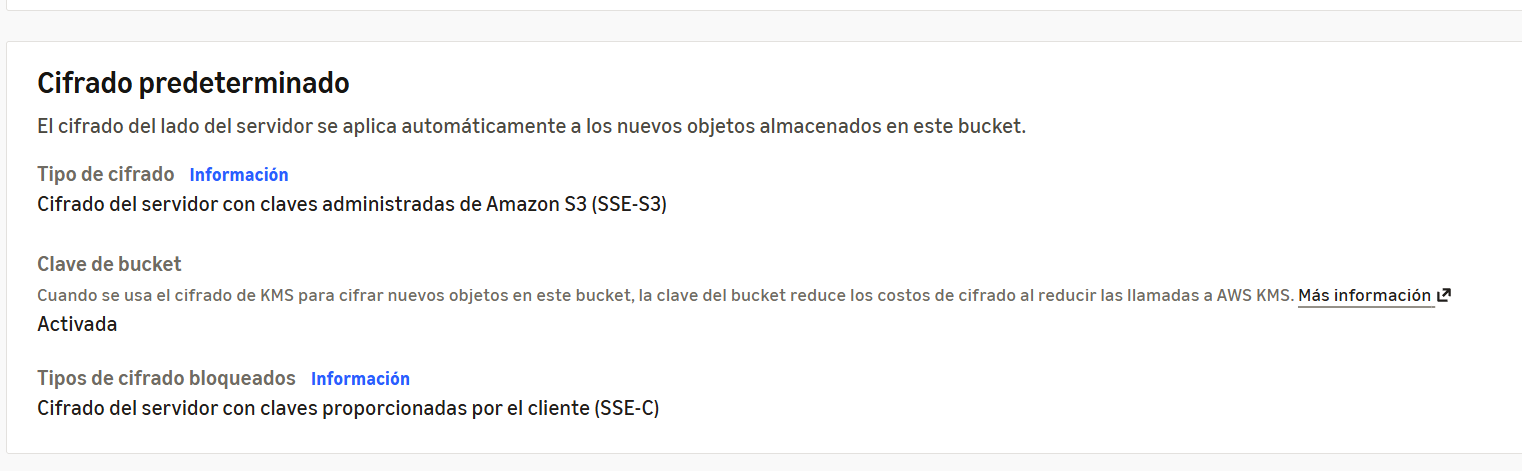 Cifrado predeterminado
El cifrado del lado del servidor se aplica automáticamente a los nuevos objetos almacenados en este bucket.
Tipo de cifrado Información
Cifrado del servidor con claves administradas de Amazon S3 (SSE-S3)
Clave de bucket
Cuando se usa el cifrado de KMS para cifrar nuevos objetos en este bucket, la clave del bucket reduce los costos de cifrado al reducir las llamadas a AWS KMS. Más información
Activada
Tipos de cifrado bloqueados Información
Cifrado del servidor con claves proporcionadas por el cliente (SSE-C)